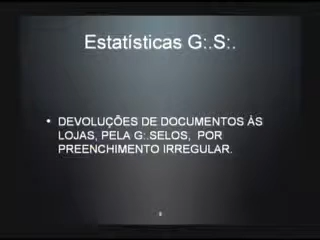 Estatísticas G:.S:.
• DEVOLUÇÕES DE DOCUMENTOS ÀS
LOJAS, PELA G:.SELOS, POR
PREENCHIMENTO IRREGULAR.